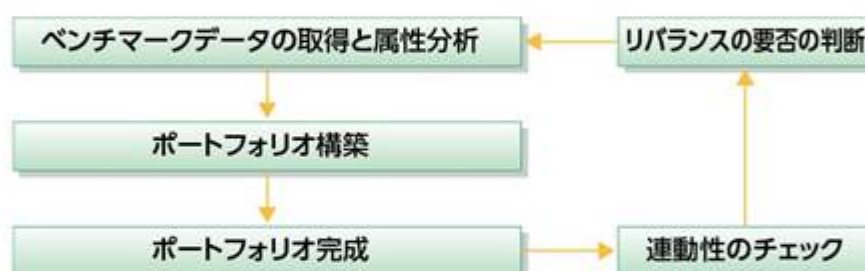 ベンチマークデータの取得と属性分析
リバランスの要否の判断
ポートフォリオ構築
ポートフォリオ完成
連動性のチェック